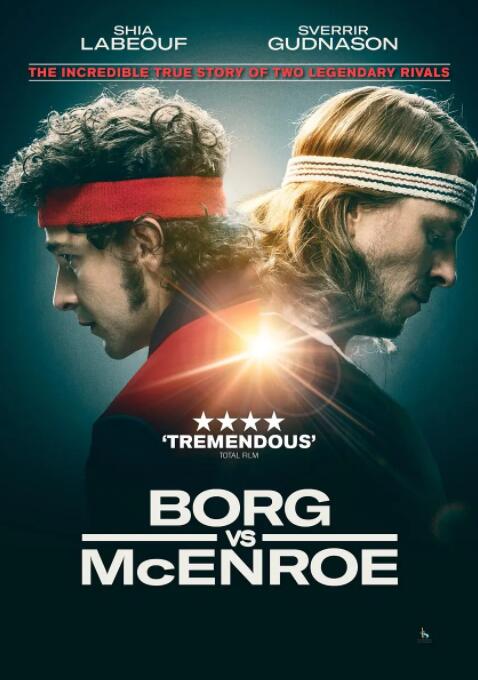 SHIA
LABEOUF
SVERRIR
GUDNASON
THE INCREDIBLE TRUE STORY OF TWO LEGENDARY RIVALS
‘TREMENDOUS’
TOTAL FILM
BORG
VS
McENROE